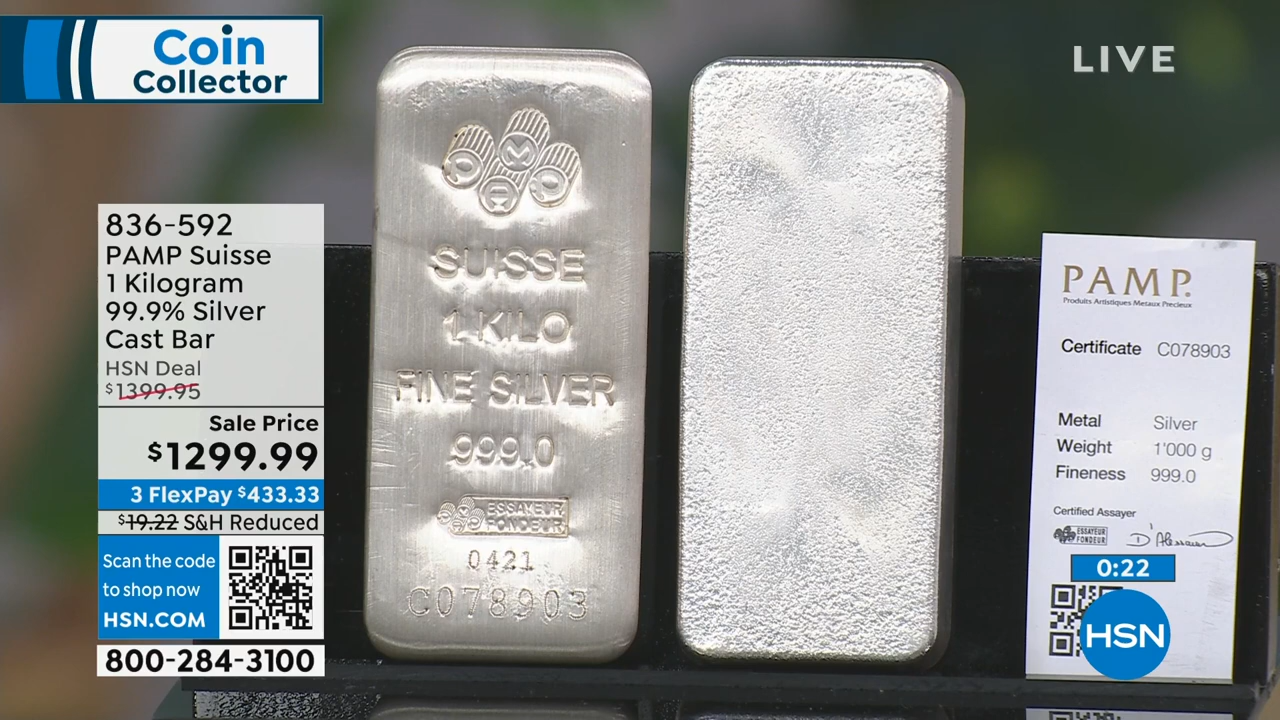 Coin
Collector
LIVE
836-592
PAMP Suisse
1 Kilogram
99.9% Silver
Cast Bar
HSN Deal
$1399.95
Sale Price
$1299.99
3 FlexPay $433.33
$19.22 S&H Reduced
Scan the code
to shop now
HSN.COM
800-284-3100
P A M P
SUISSE
1 KILO
FINE SILVER
999.0
ESSAYEUR
FONDEUR
0421
C078903
PAMP.
Produits Artistiques Metaux Precieux
Certificate C078903
Metal Silver
Weight 1'000 g
Fineness 999.0
Certified Assayer
ESSAYEUR
FONDEUR
0:22
HSN